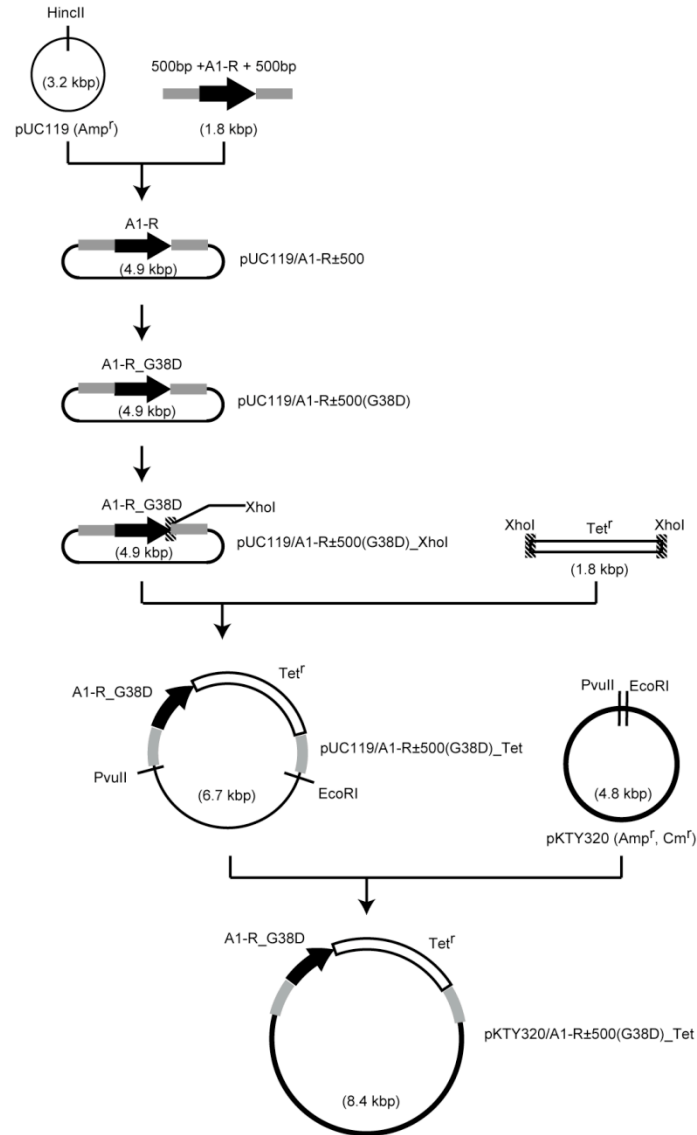 HincII
(3.2 kbp)
pUC119 (Ampʳ)
500bp +A1-R + 500bp
(1.8 kbp)
A1-R
(4.9 kbp)
pUC119/A1-R±500
A1-R_G38D
(4.9 kbp)
pUC119/A1-R±500(G38D)
A1-R_G38D
XhoI
(4.9 kbp)
pUC119/A1-R±500(G38D)_XhoI
XhoI
Tetʳ
XhoI
(1.8 kbp)
A1-R_G38D
Tetʳ
PvuII
(6.7 kbp)
EcoRI
pUC119/A1-R±500(G38D)_Tet
PvuII
EcoRI
(4.8 kbp)
pKTY320 (Ampʳ, Cmʳ)
A1-R_G38D
Tetʳ
(8.4 kbp)
pKTY320/A1-R±500(G38D)_Tet